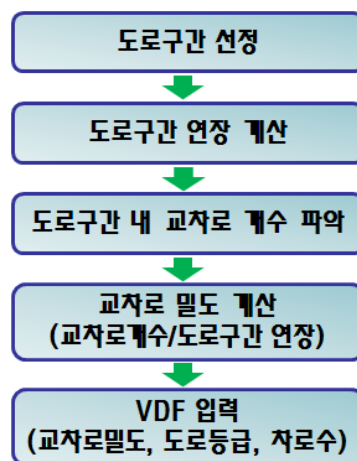 도로구간 선정
도로구간 연장 계산
도로구간 내 교차로 개수 파악
교차로 밀도 계산
(교차로개수/도로구간 연장)
VDF 입력
(교차로밀도, 도로등급, 차로수)